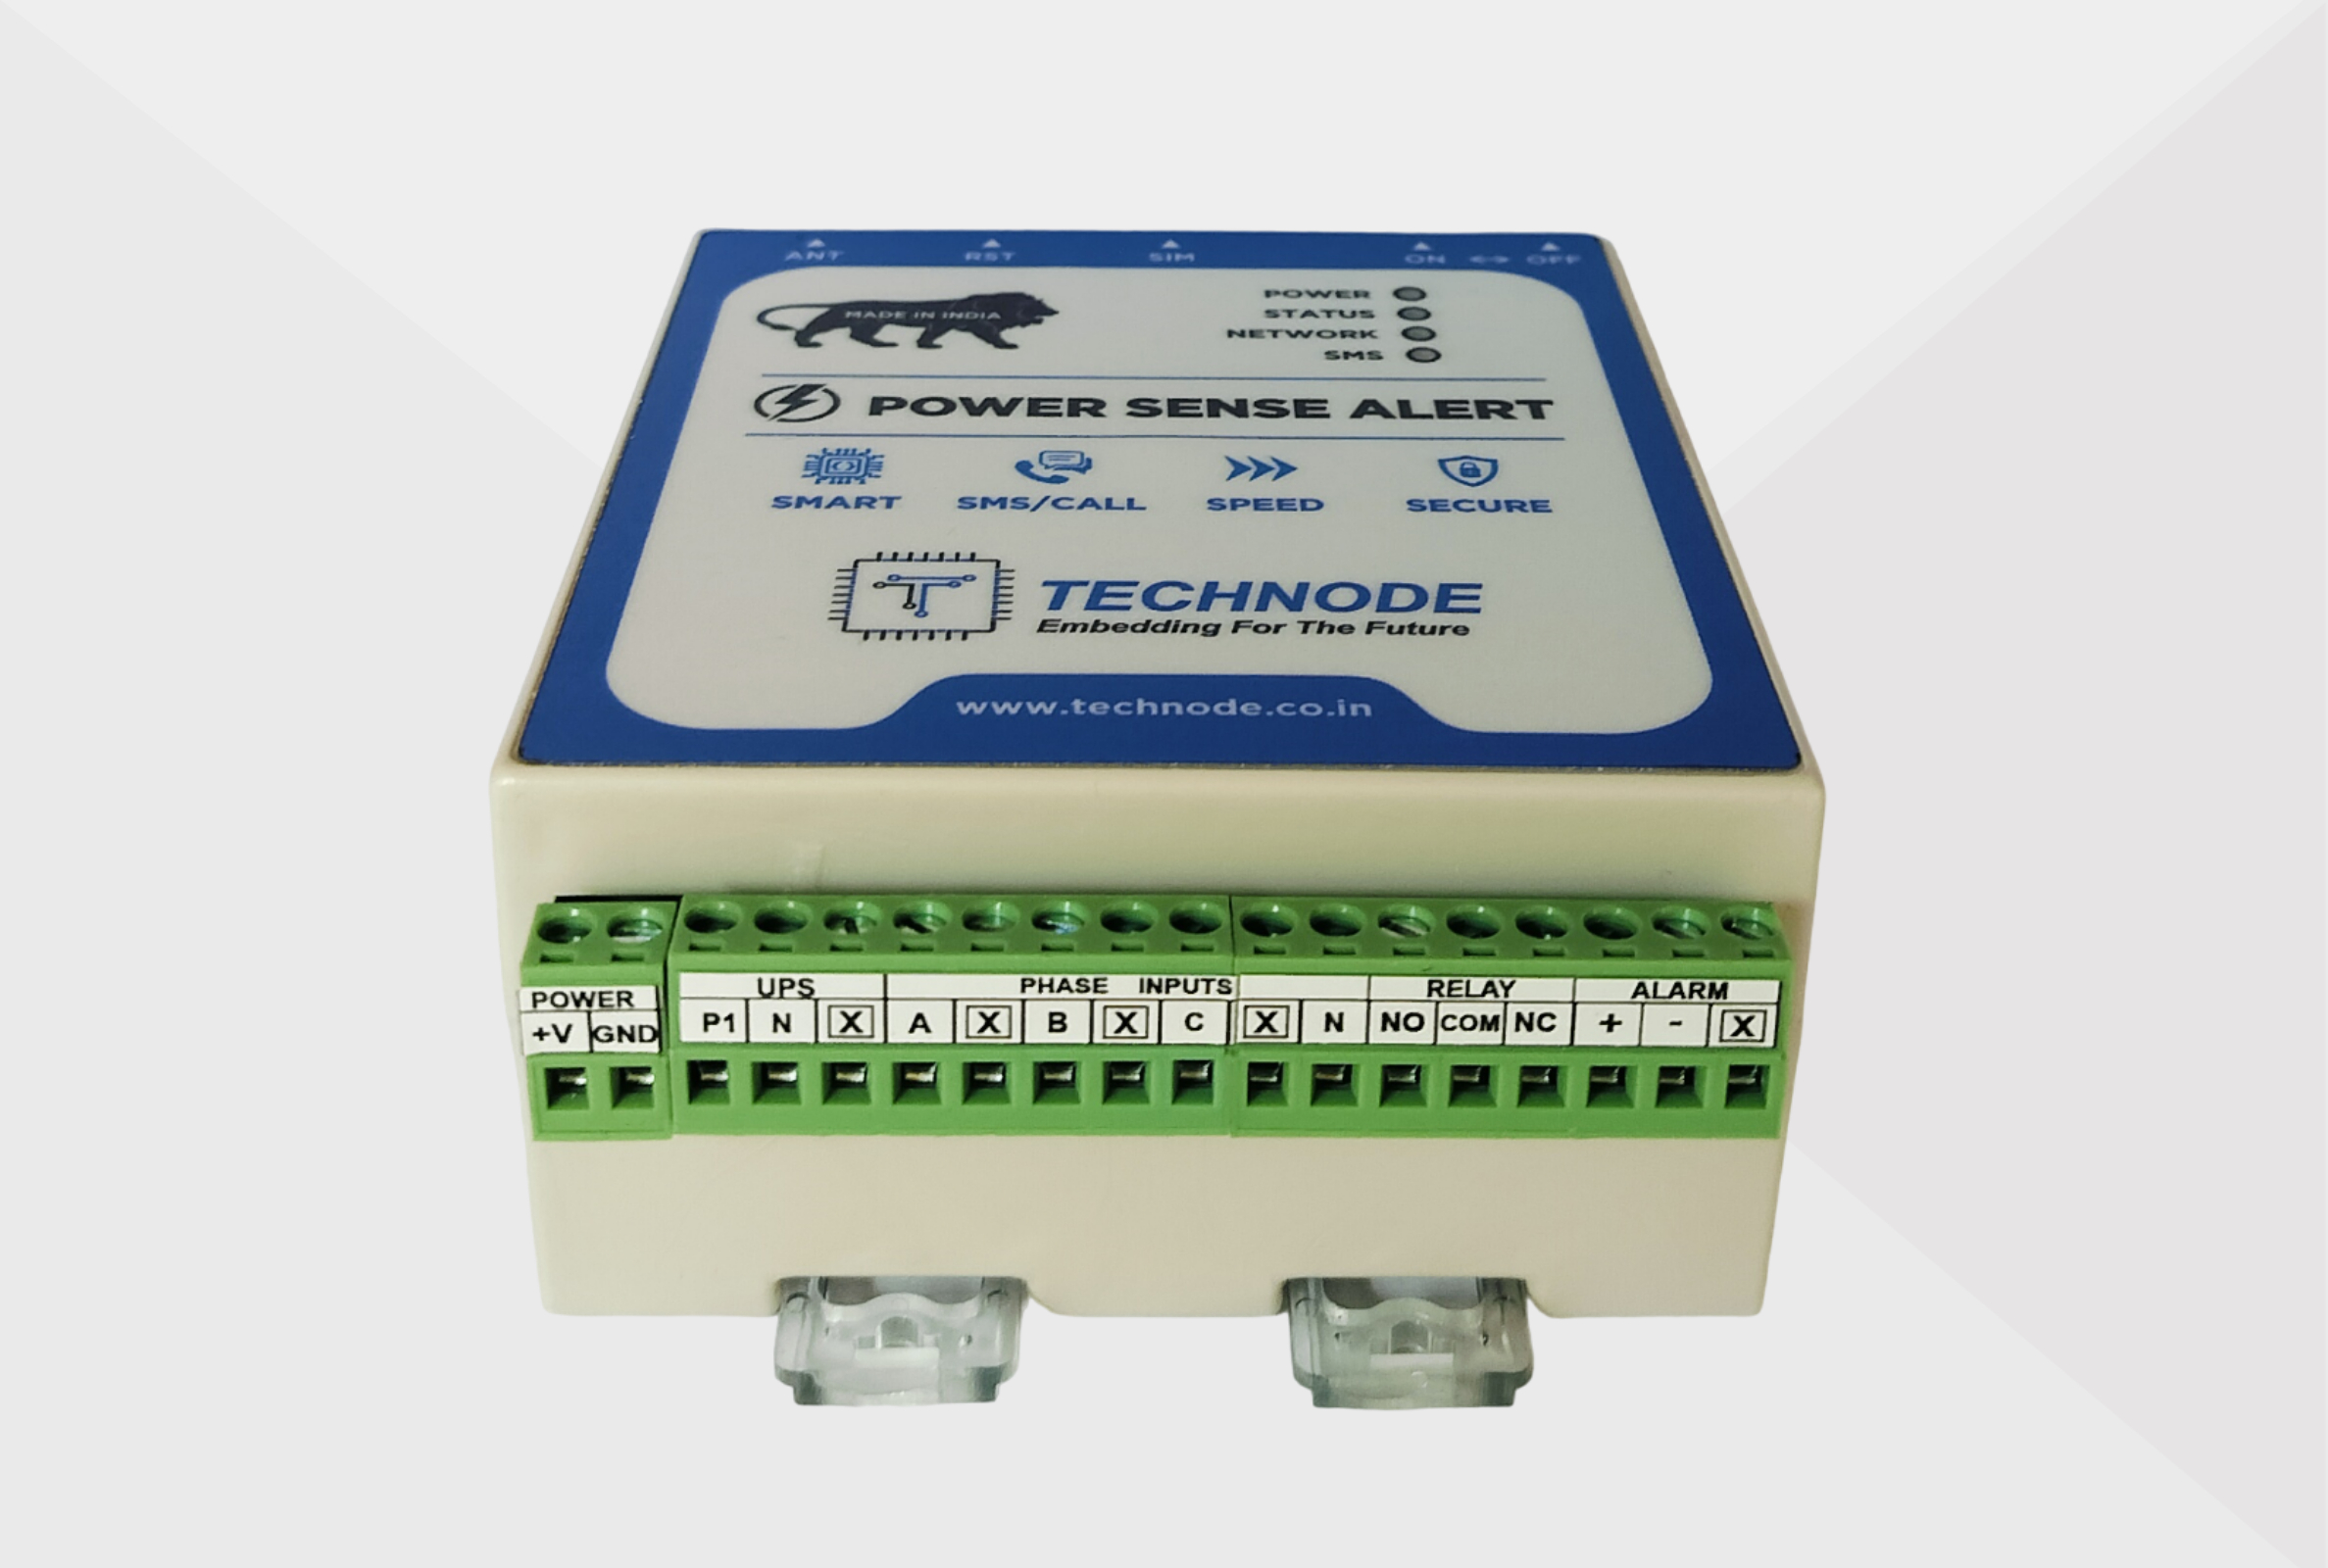 ANT RST SIM ON OFF
MADE IN INDIA
POWER
STATUS
NETWORK
SMS
POWER SENSE ALERT
SMART SMS/CALL SPEED SECURE
TECHNODE
Embedding For The Future
www.technode.co.in
POWER UPS PHASE INPUTS RELAY ALARM
+V GND P1 N X A X B X C X N NO COM NC + - X